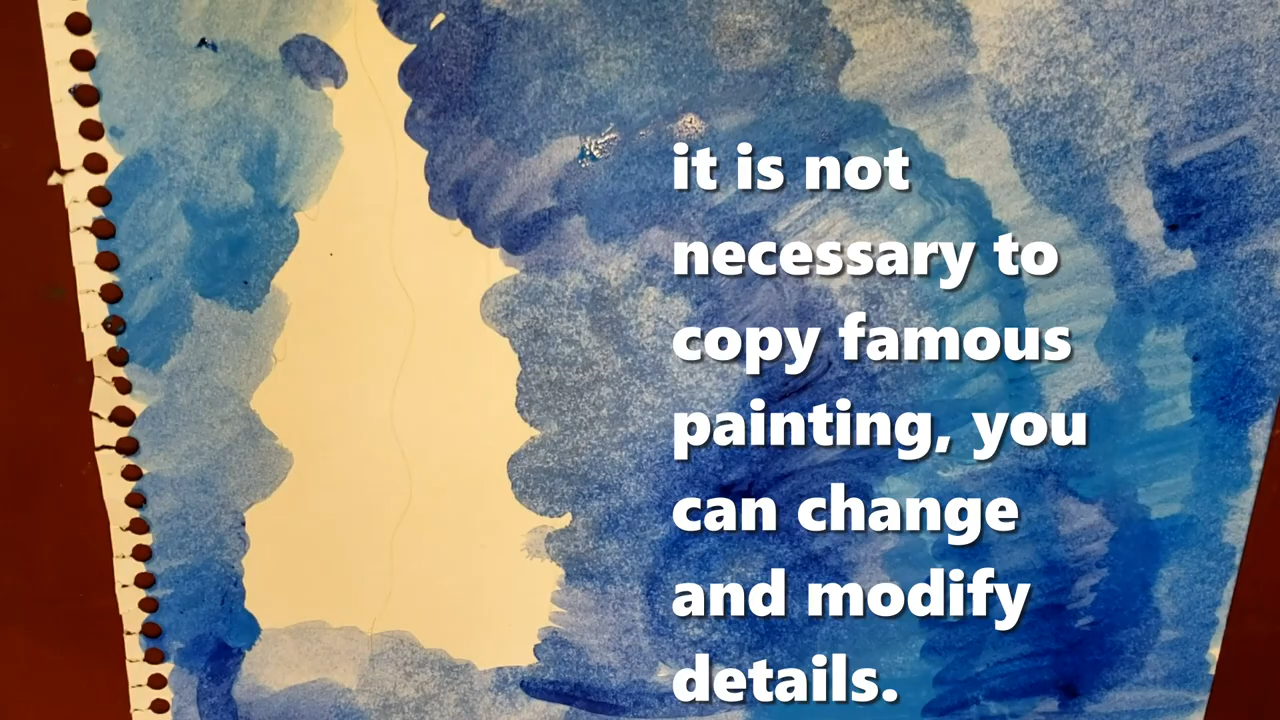 it is not
necessary to
copy famous
painting, you
can change
and modify
details.